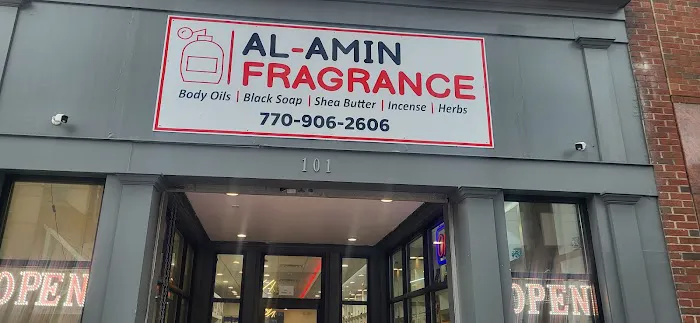 AL-AMIN
FRAGRANCE
Body Oils | Black Soap | Shea Butter | Incense | Herbs
770-906-2606
101
OPEN
OPEN